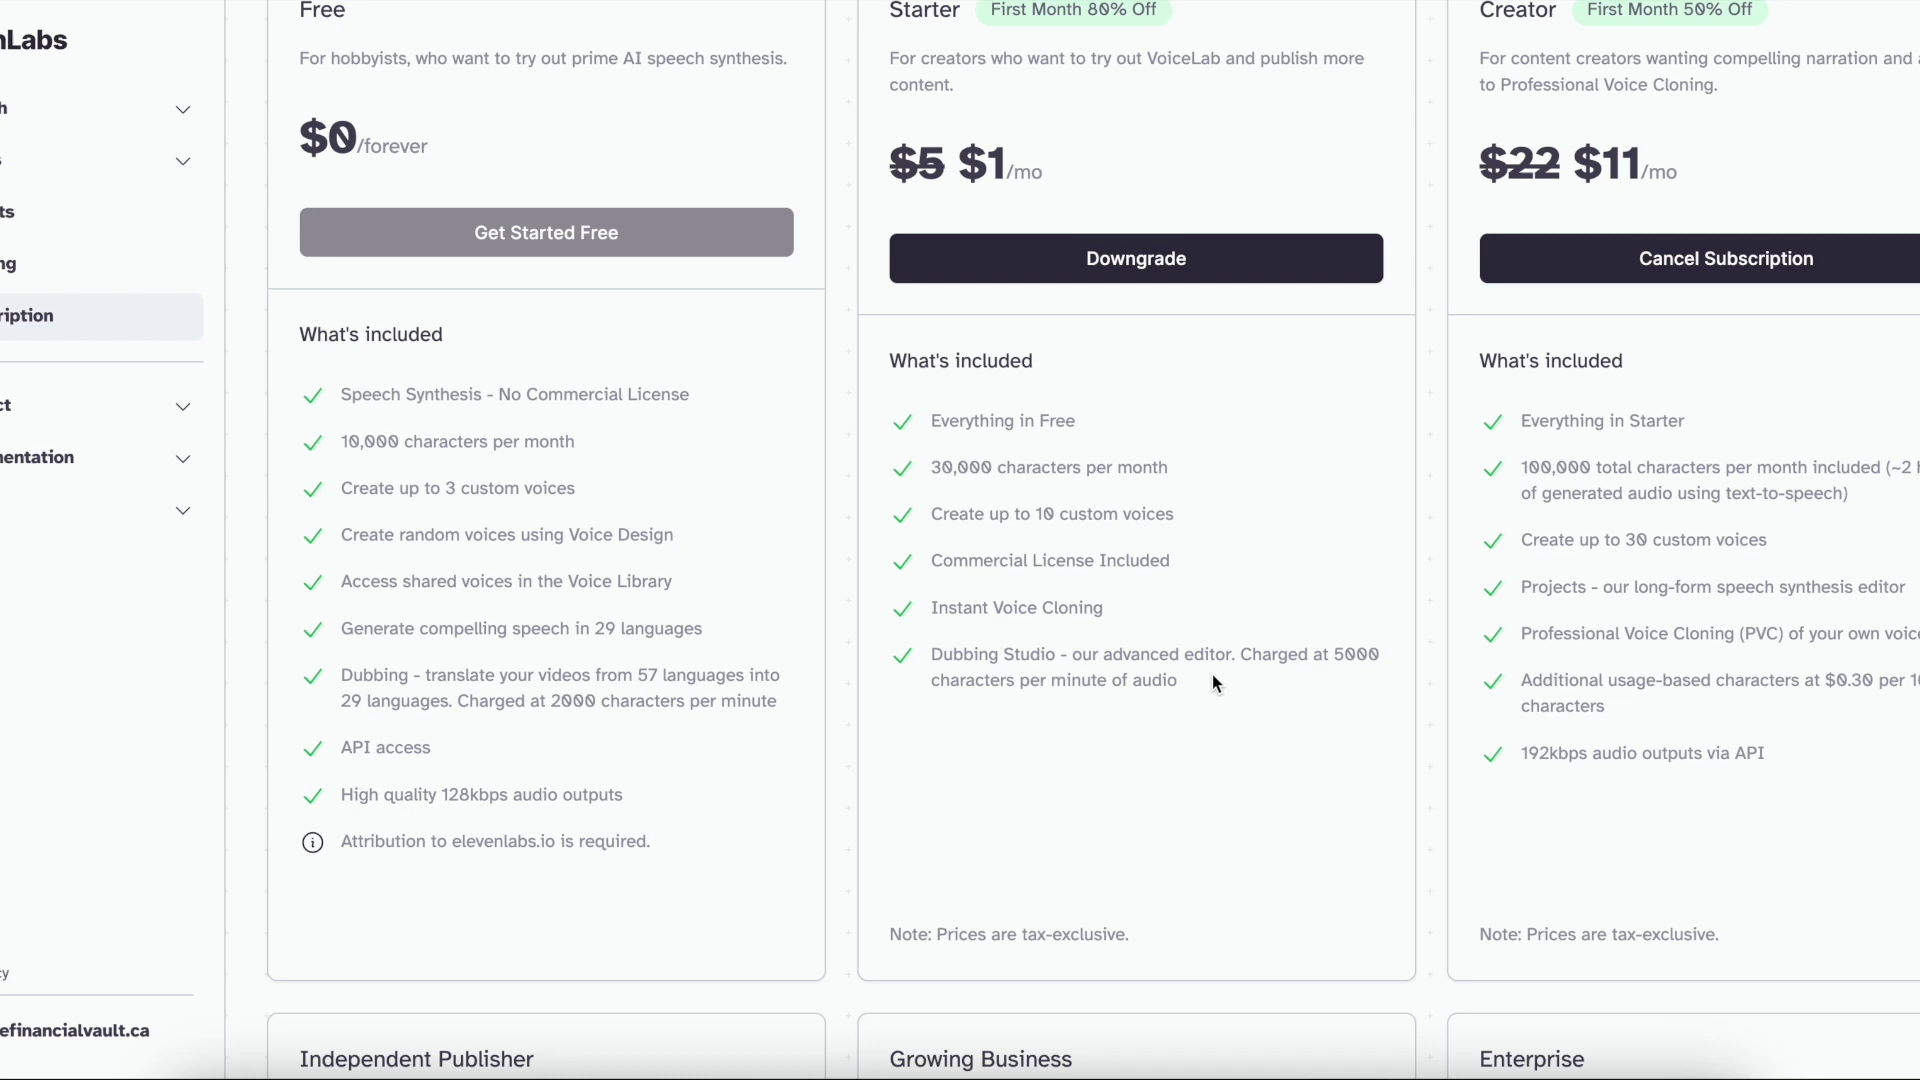 nLabs
h
s
ts
ng
ription
ct
nentation
cy
efinancialvault.ca
Free
For hobbyists, who want to try out prime AI speech synthesis.
$0/forever
Get Started Free
What's included
Speech Synthesis - No Commercial License
10,000 characters per month
Create up to 3 custom voices
Create random voices using Voice Design
Access shared voices in the Voice Library
Generate compelling speech in 29 languages
Dubbing - translate your videos from 57 languages into
29 languages. Charged at 2000 characters per minute
API access
High quality 128kbps audio outputs
Attribution to elevenlabs.io is required.
Starter First Month 80% Off
For creators who want to try out VoiceLab and publish more
content.
$5 $1/mo
Downgrade
What's included
Everything in Free
30,000 characters per month
Create up to 10 custom voices
Commercial License Included
Instant Voice Cloning
Dubbing Studio - our advanced editor. Charged at 5000
characters per minute of audio
Note: Prices are tax-exclusive.
Creator First Month 50% Off
For content creators wanting compelling narration and
to Professional Voice Cloning.
$22 $11/mo
Cancel Subscription
What's included
Everything in Starter
100,000 total characters per month included (~2 h
of generated audio using text-to-speech)
Create up to 30 custom voices
Projects - our long-form speech synthesis editor
Professional Voice Cloning (PVC) of your own voic
Additional usage-based characters at $0.30 per 10
characters
192kbps audio outputs via API
Note: Prices are tax-exclusive.
Independent Publisher
Growing Business
Enterprise